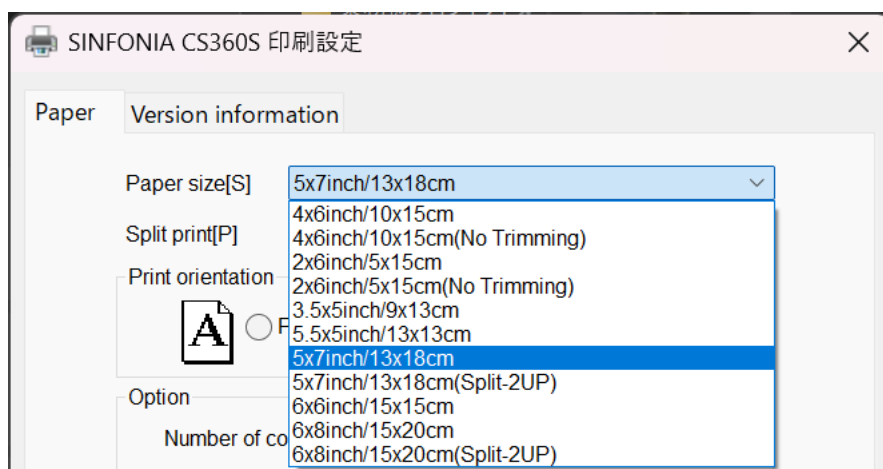 SINFONIA CS360S 印刷設定
Paper
Version information
Paper size[S]
5x7inch/13x18cm
4x6inch/10x15cm
4x6inch/10x15cm(No Trimming)
Split print[P]
2x6inch/5x15cm
2x6inch/5x15cm(No Trimming)
Print orientation
3.5x5inch/9x13cm
A
5.5x5inch/13x13cm
5x7inch/13x18cm
5x7inch/13x18cm(Split-2UP)
Option
6x6inch/15x15cm
Number of co
6x8inch/15x20cm
6x8inch/15x20cm(Split-2UP)